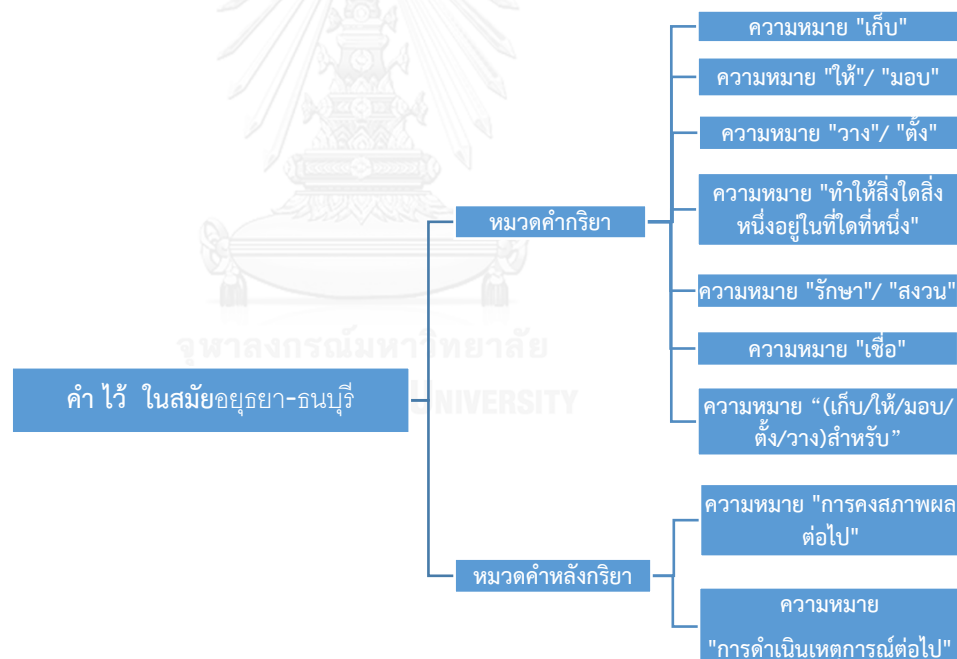 ความหมาย "เก็บ"
ความหมาย "ให้"/ "มอบ"
ความหมาย "วาง"/ "ตั้ง"
ความหมาย "ทำให้สิ่งใดสิ่ง
หนึ่งอยู่ในที่ใดที่หนึ่ง"
หมวดคำกริยา
ความหมาย "รักษา"/ "สงวน"
จุฬาลงกรณ์มหาวิทยาลัย
ความหมาย "เชื่อ"
คำ ไว้ ในสมัยอยุธยา-ธนบุรี
UNIVERSITY
ความหมาย “(เก็บ/ให้/มอบ/
ตั้ง/วาง)สำหรับ”
ความหมาย "การคงสภาพผล
ต่อไป"
หมวดคำหลังกริยา
ความหมาย
"การดำเนินเหตุการณ์ต่อไป"